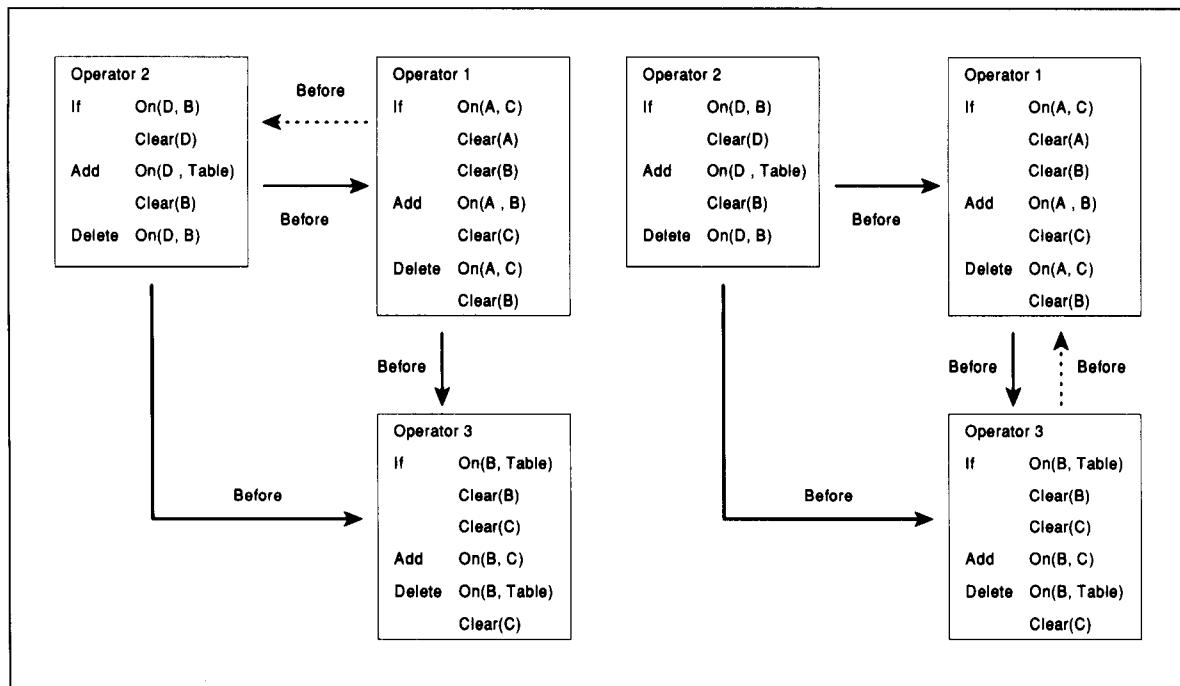 Operator 2
If On(D, B)
Clear(D)
Add On(D , Table)
Clear(B)
Delete On(D, B)
Before
Before
Operator 1
If On(A, C)
Clear(A)
Clear(B)
Add On(A , B)
Clear(C)
Delete On(A, C)
Clear(B)
Before
Before
Operator 3
If On(B, Table)
Clear(B)
Clear(C)
Add On(B, C)
Delete On(B, Table)
Clear(C)
Operator 2
If On(D, B)
Clear(D)
Add On(D , Table)
Clear(B)
Delete On(D, B)
Before
Operator 1
If On(A, C)
Clear(A)
Clear(B)
Add On(A , B)
Clear(C)
Delete On(A, C)
Clear(B)
Before
Before
Before
Operator 3
If On(B, Table)
Clear(B)
Clear(C)
Add On(B, C)
Delete On(B, Table)
Clear(C)